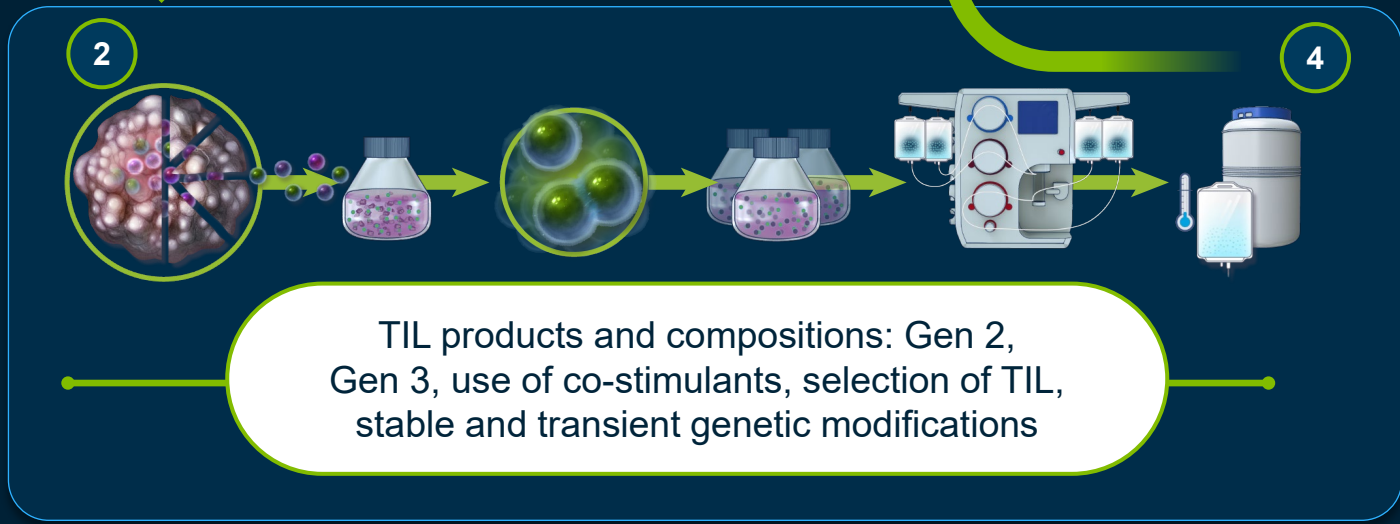 2
4
TIL products and compositions: Gen 2,
Gen 3, use of co-stimulants, selection of TIL,
stable and transient genetic modifications